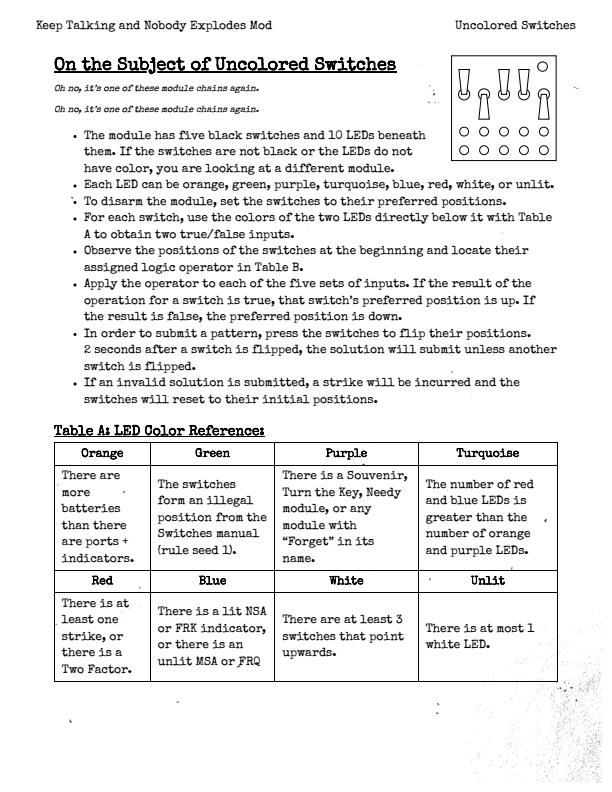 Keep Talking and Nobody Explodes Mod
Uncolored Switches
On the Subject of Uncolored Switches
Oh no, it's one of these module chains again.
Oh no, it's one of these module chains again.
• The module has five black switches and 10 LEDs beneath
them. If the switches are not black or the LEDs do not
have color, you are looking at a different module.
• Each LED can be orange, green, purple, turquoise, blue, red, white, or unlit.
• To disarm the module, set the switches to their preferred positions.
• For each switch, use the colors of the two LEDs directly below it with Table
A to obtain two true/false inputs.
• Observe the positions of the switches at the beginning and locate their
assigned logic operator in Table B.
• Apply the operator to each of the five sets of inputs. If the result of the
operation for a switch is true, that switch's preferred position is up. If
the result is false, the preferred position is down.
• In order to submit a pattern, press the switches to flip their positions.
2 seconds after a switch is flipped, the solution will submit unless another
switch is flipped.
• If an invalid solution is submitted, a strike will be incurred and the
switches will reset to their initial positions.
Table A: LED Color Reference:
Orange
Green
Purple
Turquoise
There are
more
batteries
than there
are ports +
indicators.
The switches
form an illegal
position from the
Switches manual
(rule seed 1).
There is a Souvenir,
Turn the Key, Needy
module, or any
module with
“Forget” in its
name.
The number of red
and blue LEDs is
greater than the
number of orange
and purple LEDs.
Red
Blue
White
Unlit
There is at
least one
strike, or
there is a
Two Factor.
There is a lit NSA
or FRK indicator,
or there is an
unlit MSA or FRQ
There are at least 3
switches that point
upwards.
There is at most 1
white LED.